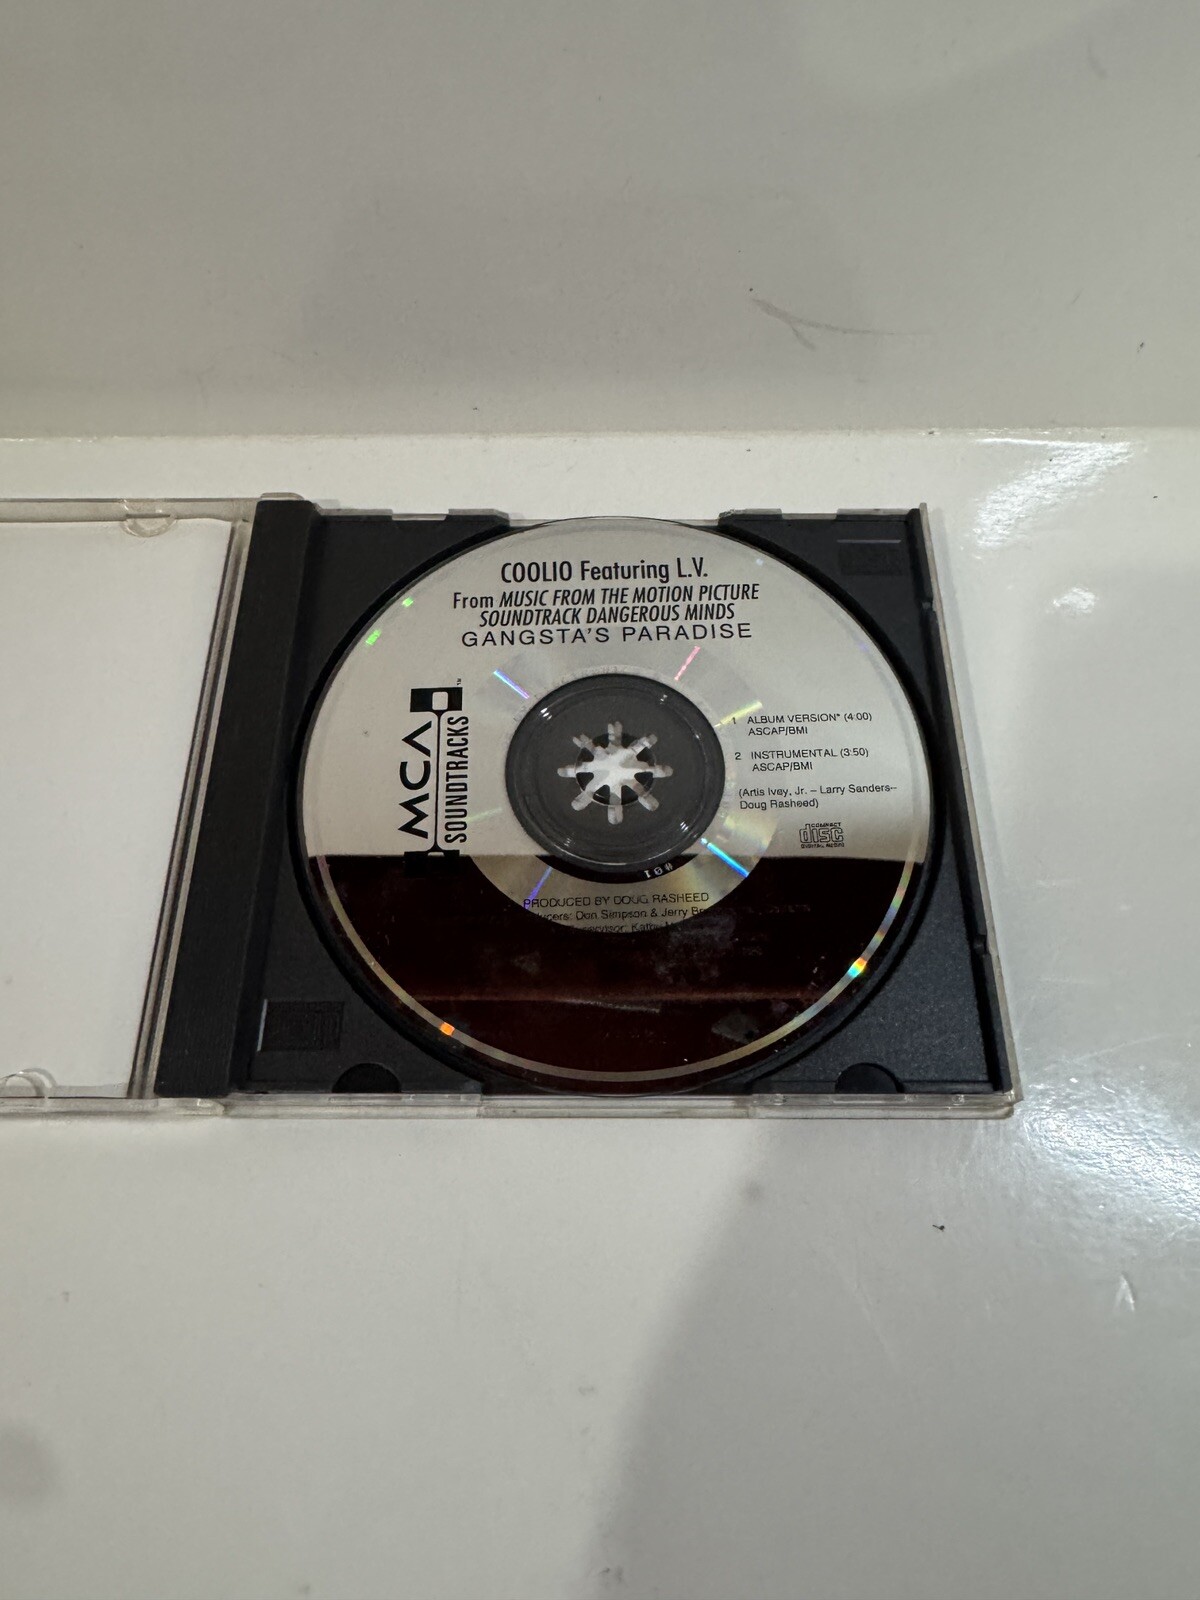 COOLIO Featuring L.V.
From MUSIC FROM THE MOTION PICTURE
SOUNDTRACK DANGEROUS MINDS
GANGSTA'S PARADISE
MCA
SOUNDTRACKS
™
1 ALBUM VERSION* (4:00)
ASCAP/BMI
2 INSTRUMENTAL (3:50)
ASCAP/BMI
(Artis Ivey, Jr. – Larry Sanders--
Doug Rasheed)
COMPACT
disc
DIGITAL AUDIO
#01
PRODUCED BY DOUG RASHEED
Don Simpson & Jerry